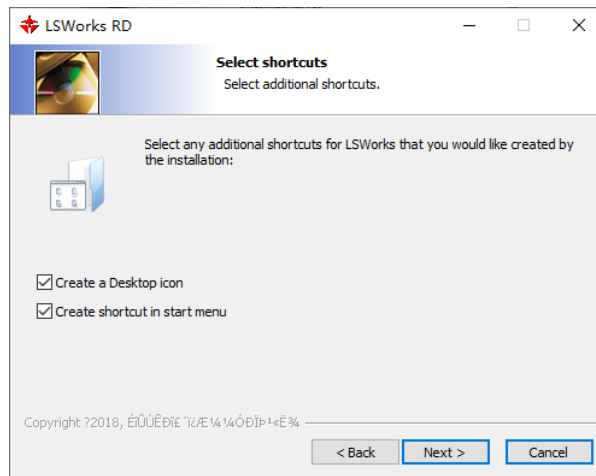 LSWorks RD
Select shortcuts
Select additional shortcuts.
Select any additional shortcuts for LSWorks that you would like created by
the installation:
Create a Desktop icon
Create shortcut in start menu
Copyright ?2018,
< Back
Next >
Cancel